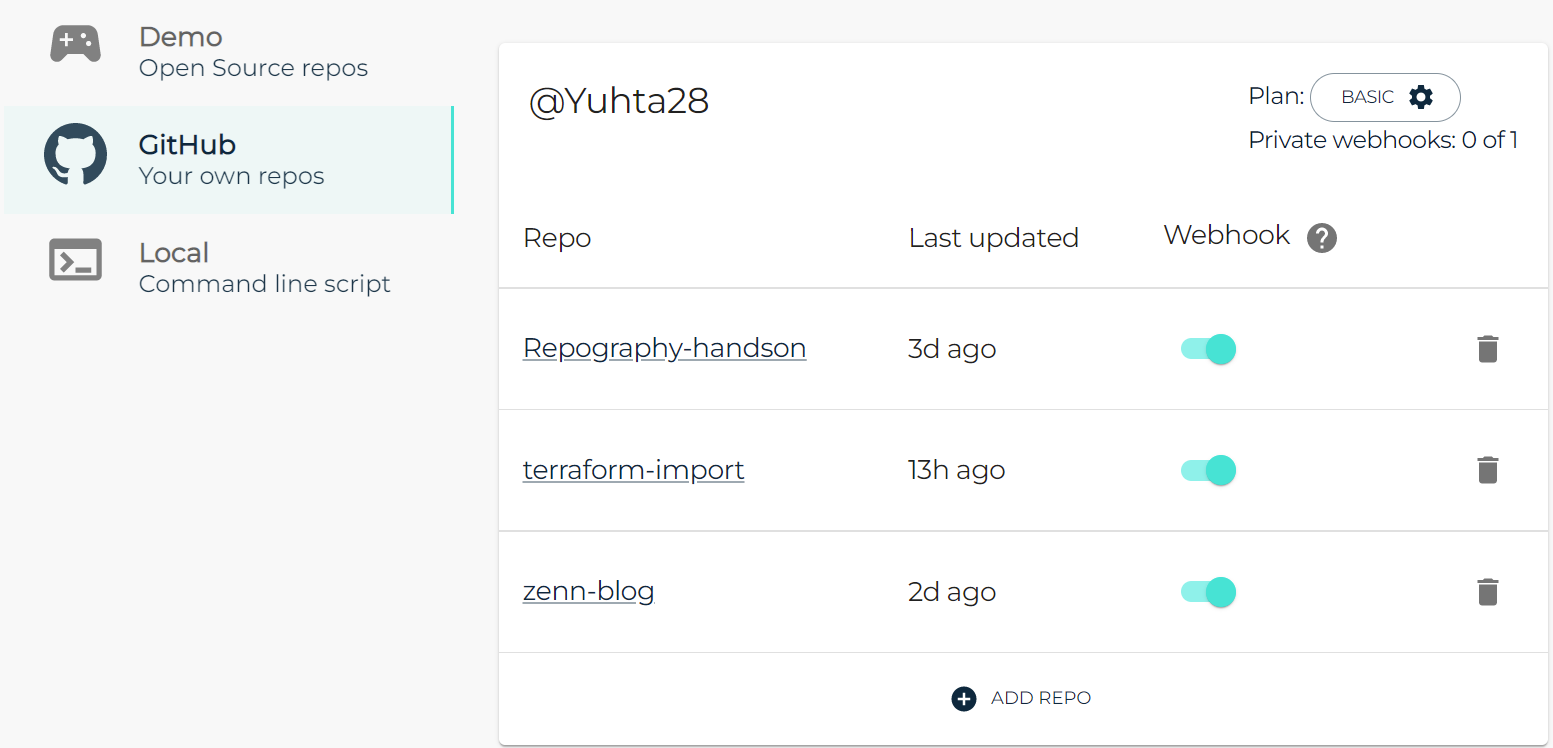 Demo
Open Source repos
GitHub
Your own repos
Local
Command line script
@Yuhta28
Plan: BASIC
Private webhooks: 0 of 1
Repo Last updated Webhook ?
Repography-handson 3d ago
terraform-import 13h ago
zenn-blog 2d ago
ADD REPO